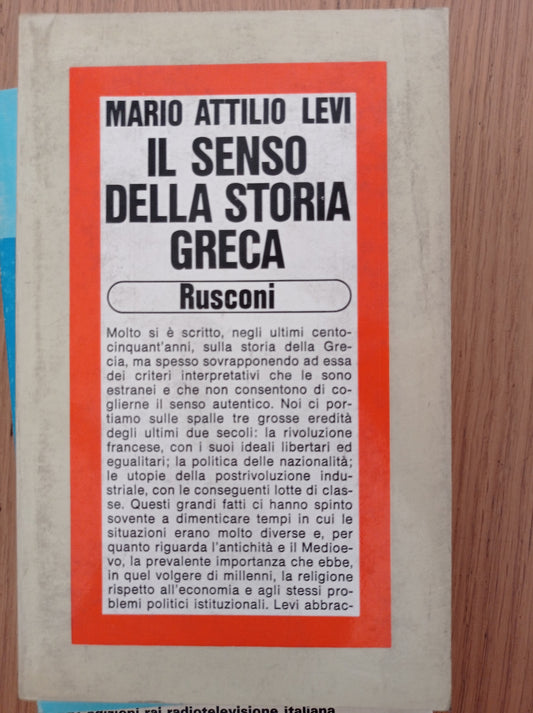 MARIO ATTILIO LEVI
IL SENSO
DELLA STORIA
GRECA
Rusconi
Molto si è scritto, negli ultimi cento-
cinquant'anni, sulla storia della Gre-
cia, ma spesso sovrapponendo ad essa
dei criteri interpretativi che le sono
estranei e che non consentono di co-
glierne il senso autentico. Noi ci por-
tiamo sulle spalle tre grosse eredità
degli ultimi due secoli: la rivoluzione
francese, con i suoi ideali libertari ed
egualitari; la politica delle nazionalità;
le utopie della postrivoluzione indu-
striale, con le conseguenti lotte di clas-
se. Questi grandi fatti ci hanno spinto
sovente a dimenticare tempi in cui le
situazioni erano molto diverse e, per
quanto riguarda l'antichità e il Medioe-
vo, la prevalente importanza che ebbe,
in quel volgere di millenni, la religione
rispetto all'economia e agli stessi pro-
blemi politici istituzionali. Levi abbrac-
edizioni rai radiotelevisione italiana